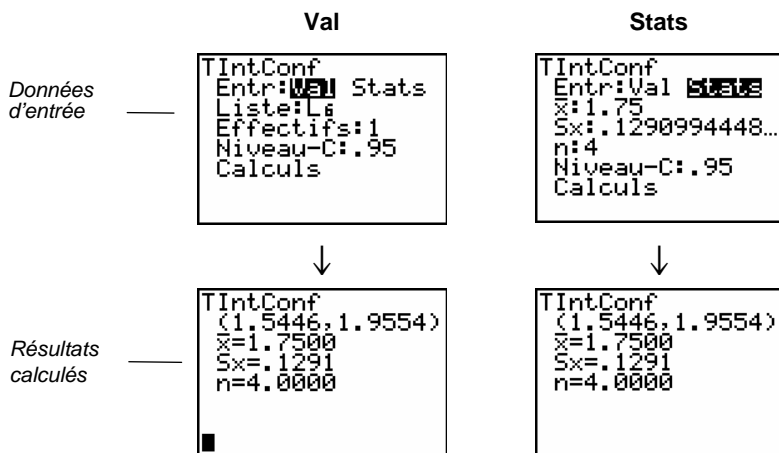 Val
Stats
Données
d'entrée
TIntConf
Entr:Val Stats
Liste:L6
Effectifs:1
Niveau-C:.95
Calculs
TIntConf
Entr:Val Stats
x̄:1.75
Sx:.1290994448…
n:4
Niveau-C:.95
Calculs
↓
↓
Résultats
calculés
TIntConf
(1.5446,1.9554)
x̄=1.7500
Sx=.1291
n=4.0000
TIntConf
(1.5446,1.9554)
x̄=1.7500
Sx=.1291
n=4.0000